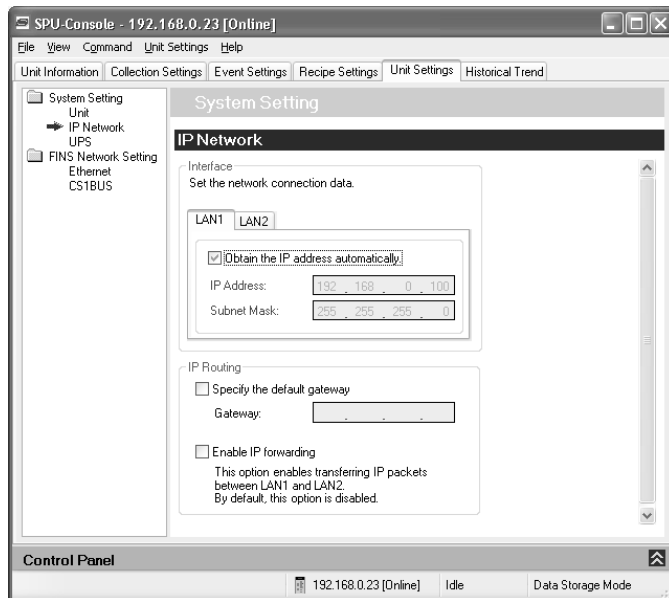 SPU-Console - 192.168.0.23 [Online]
File View Command Unit Settings Help
Unit Information Collection Settings Event Settings Recipe Settings Unit Settings Historical Trend
System Setting
Unit
IP Network
UPS
FINS Network Setting
Ethernet
CS1BUS
System Setting
IP Network
Interface
Set the network connection data.
LAN1 LAN2
Obtain the IP address automatically.
IP Address: 192 . 168 . 0 . 100
Subnet Mask: 255 . 255 . 255 . 0
IP Routing
Specify the default gateway
Gateway: . . .
Enable IP forwarding
This option enables transferring IP packets
between LAN1 and LAN2.
By default, this option is disabled.
Control Panel
192.168.0.23 [Online] Idle Data Storage Mode